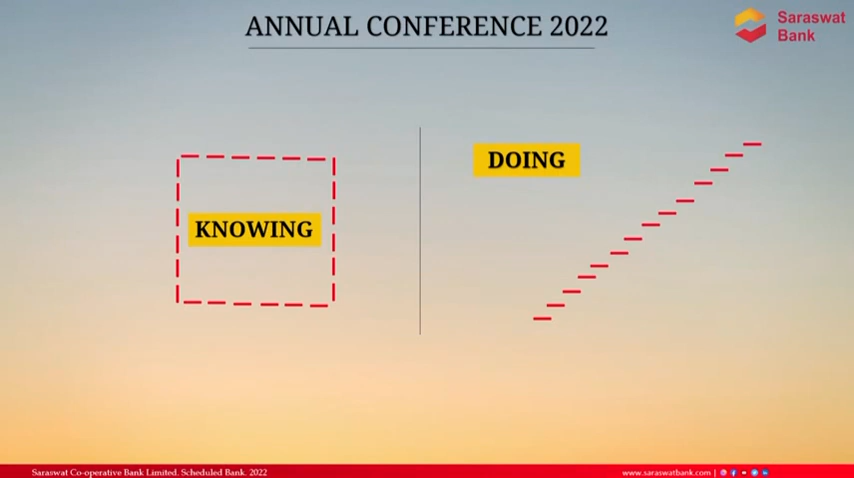 ANNUAL CONFERENCE 2022
Saraswat
Bank
KNOWING
DOING
Saraswat Co-operative Bank Limited. Scheduled Bank. 2022
www.saraswatbank.com |